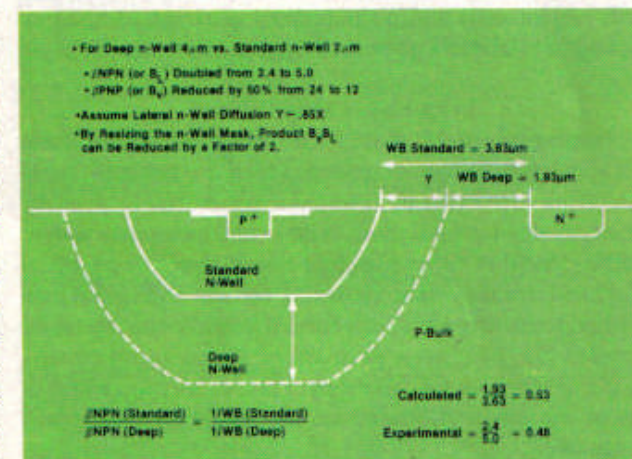 • For Deep n-Well 4μm vs. Standard n-Well 2μm
• βNPN (or B_L) Doubled from 2.4 to 5.0
• βPNP (or B_V) Reduced by 50% from 24 to 12
• Assume Lateral n-Well Diffusion Y ~ .85X
• By Resizing the n-Well Mask, Product B_V B_L
can be Reduced by a Factor of 2.
WB Standard = 3.63μm
Y WB Deep = 1.93μm
P+ N+
Standard
N-Well
P-Bulk
Deep
N-Well
βNPN (Standard) / βNPN (Deep) = 1/WB (Standard) / 1/WB (Deep)
Calculated = 1.93 / 3.63 = 0.53
Experimental = 2.4 / 5.0 = 0.48